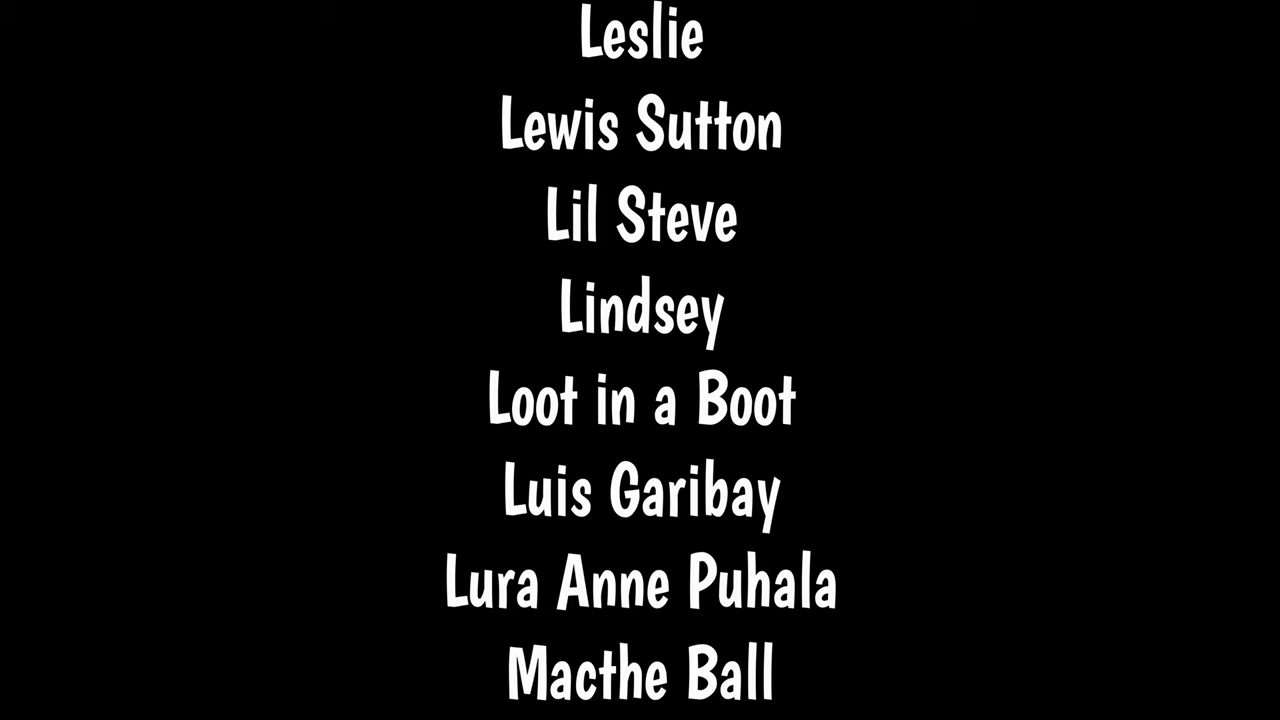 Leslie
Lewis Sutton
Lil Steve
Lindsey
Loot in a Boot
Luis Garibay
Lura Anne Puhala
Macthe Ball